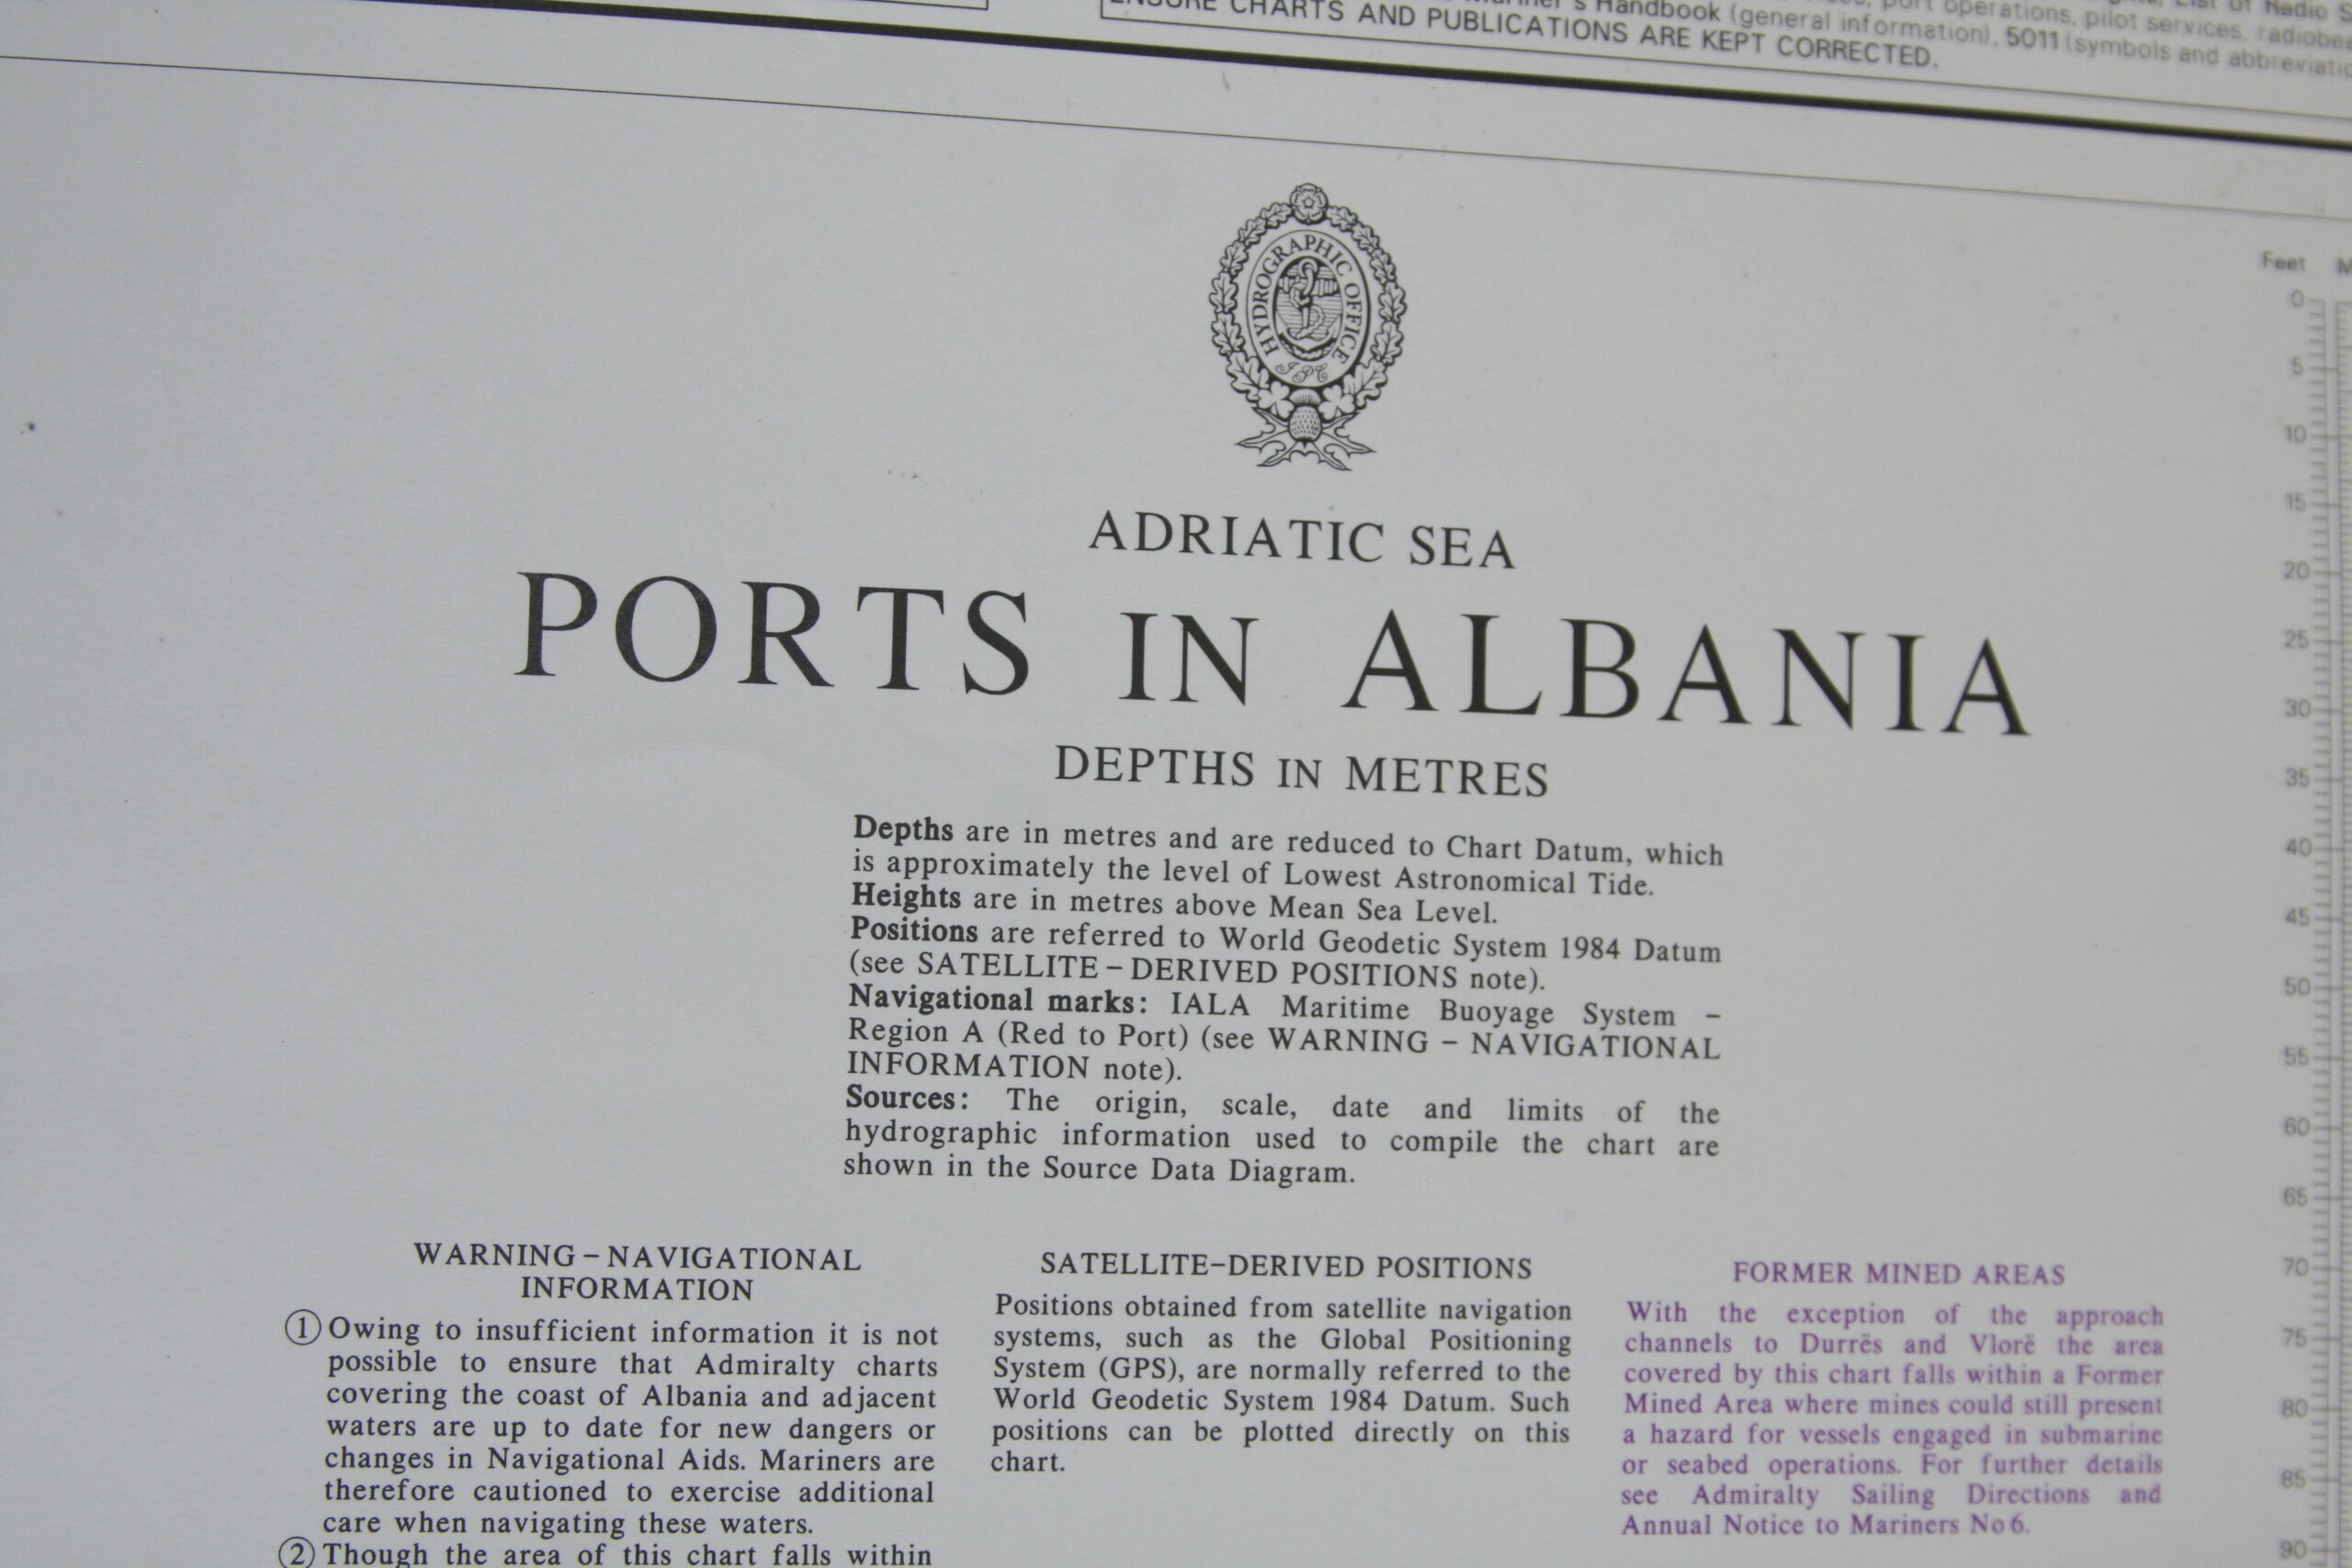 Handbook (general information), 5011 (symbols and
ENSURE CHARTS AND PUBLICATIONS ARE KEPT CORRECTED.
port operations, pilot services,
HYDROGRAPHIC OFFICE
ADRIATIC SEA
PORTS IN ALBANIA
DEPTHS IN METRES
Depths are in metres and are reduced to Chart Datum, which
is approximately the level of Lowest Astronomical Tide.
Heights are in metres above Mean Sea Level.
Positions are referred to World Geodetic System 1984 Datum
(see SATELLITE – DERIVED POSITIONS note).
Navigational marks: IALA Maritime Buoyage System –
Region A (Red to Port) (see WARNING – NAVIGATIONAL
INFORMATION note).
Sources: The origin, scale, date and limits of the
hydrographic information used to compile the chart are
shown in the Source Data Diagram.
WARNING – NAVIGATIONAL
INFORMATION
① Owing to insufficient information it is not
possible to ensure that Admiralty charts
covering the coast of Albania and adjacent
waters are up to date for new dangers or
changes in Navigational Aids. Mariners are
therefore cautioned to exercise additional
care when navigating these waters.
② Though the area of this chart falls within
SATELLITE–DERIVED POSITIONS
Positions obtained from satellite navigation
systems, such as the Global Positioning
System (GPS), are normally referred to the
World Geodetic System 1984 Datum. Such
positions can be plotted directly on this
chart.
FORMER MINED AREAS
With the exception of the approach
channels to Durrës and Vlorë the area
covered by this chart falls within a Former
Mined Area where mines could still present
a hazard for vessels engaged in submarine
or seabed operations. For further details
see Admiralty Sailing Directions and
Annual Notice to Mariners No 6.
Feet
0
5
10
15
20
25
30
35
40
45
50
55
60
65
70
75
80
85
90